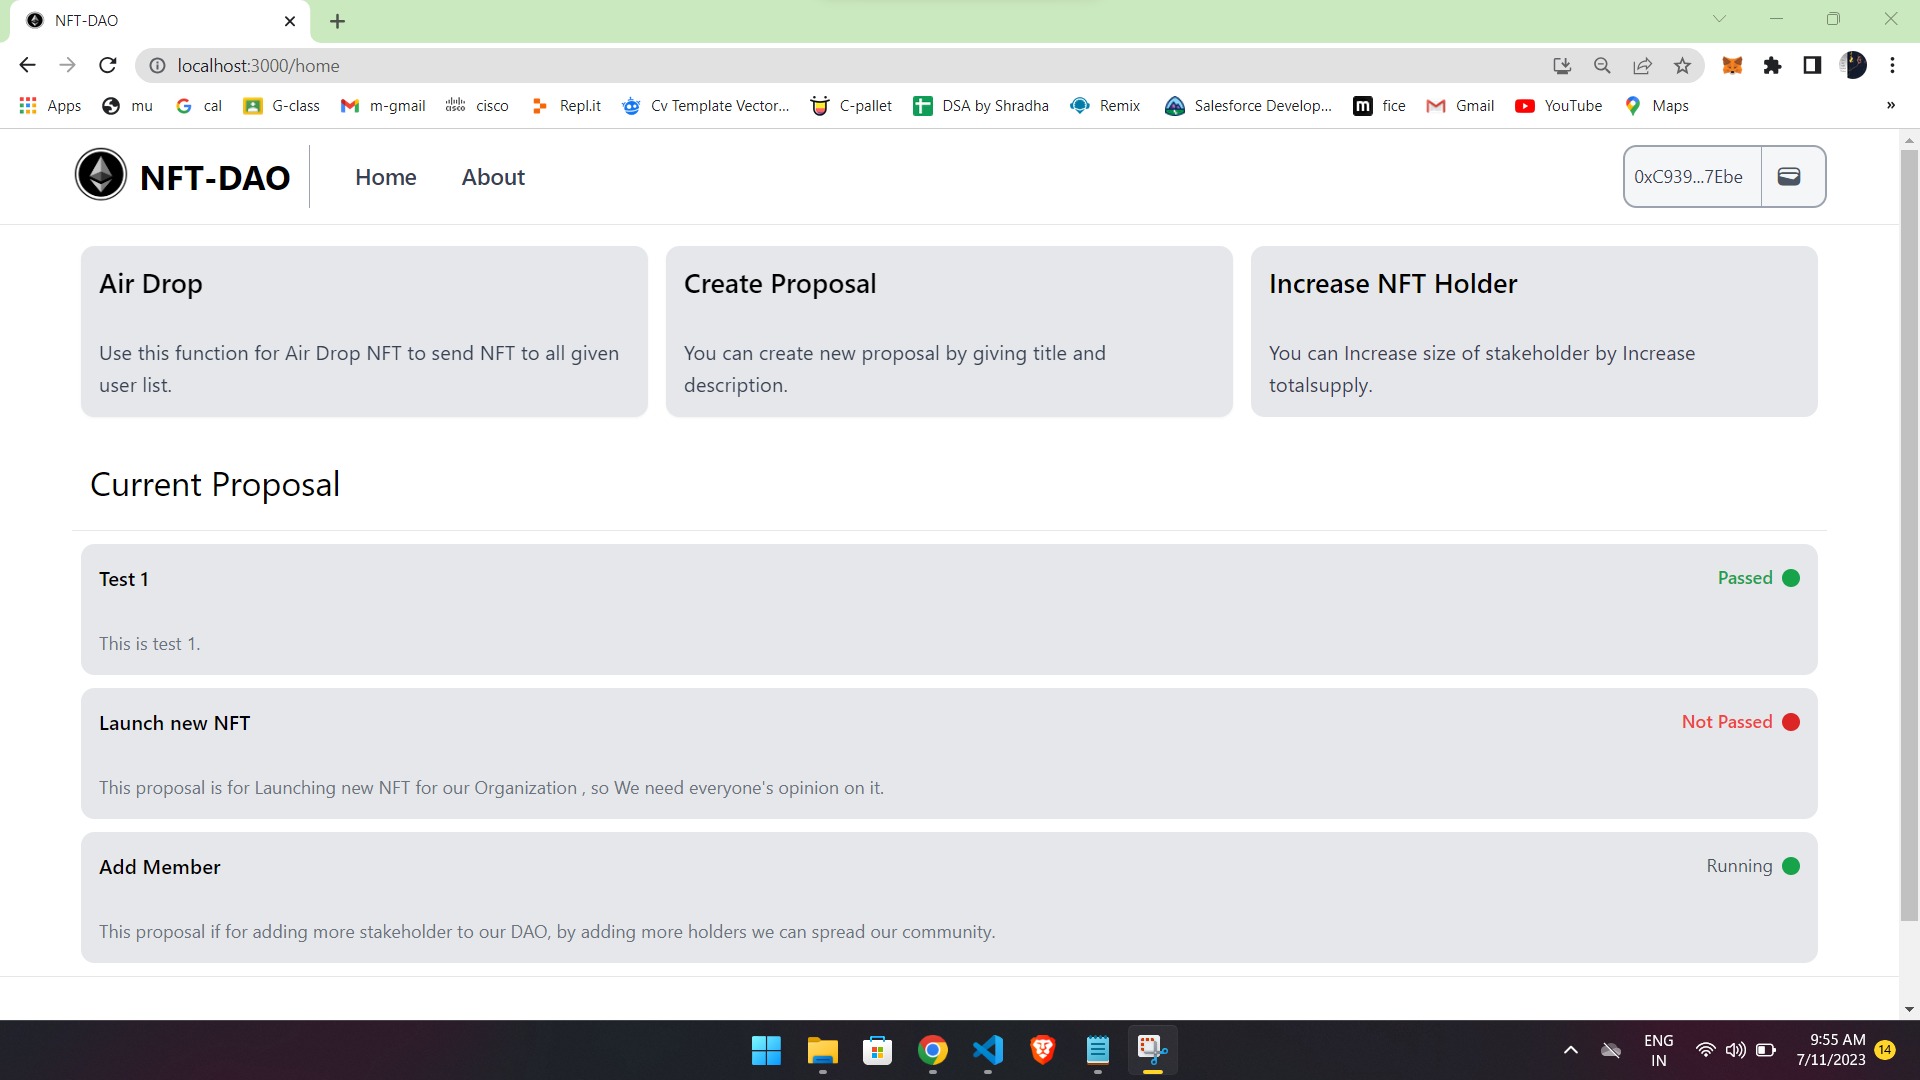 NFT-DAO
localhost:3000/home
Apps mu cal G-class m-gmail cisco Repl.it Cv Template Vector... C-pallet DSA by Shradha Remix Salesforce Develop... m fice Gmail YouTube Maps »
NFT-DAO Home About 0xC939...7Ebe
Air Drop
Use this function for Air Drop NFT to send NFT to all given
user list.
Create Proposal
You can create new proposal by giving title and
description.
Increase NFT Holder
You can Increase size of stakeholder by Increase
totalsupply.
Current Proposal
Test 1 Passed
This is test 1.
Launch new NFT Not Passed
This proposal is for Launching new NFT for our Organization , so We need everyone's opinion on it.
Add Member Running
This proposal if for adding more stakeholder to our DAO, by adding more holders we can spread our community.
ENG
IN
9:55 AM
7/11/2023
14